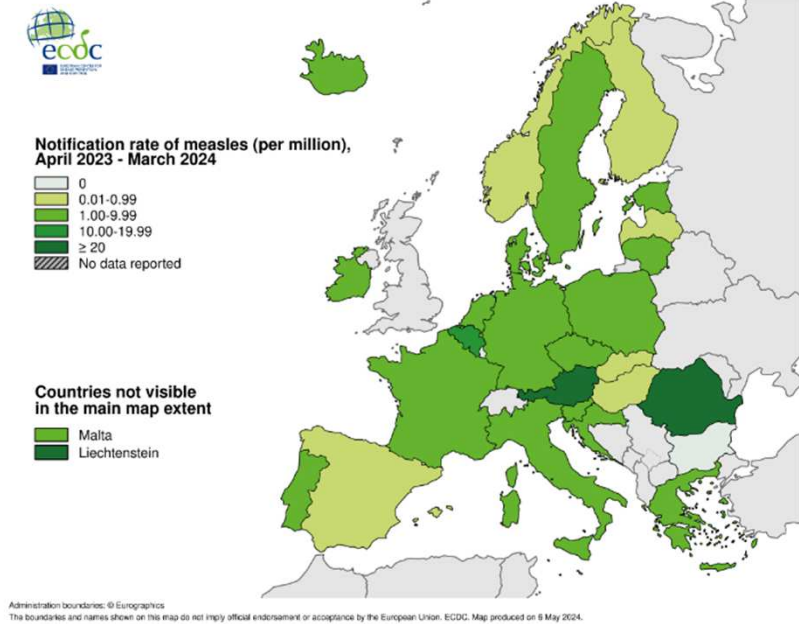 ecdc
Notification rate of measles (per million),
April 2023 - March 2024
0
0.01-0.99
1.00-9.99
10.00-19.99
≥ 20
No data reported
Countries not visible
in the main map extent
Malta
Liechtenstein
Administration boundaries: © Eurographics
The boundaries and names shown on this map do not imply official endorsement or acceptance by the European Union. ECDC. Map produced on 6 May 2024.